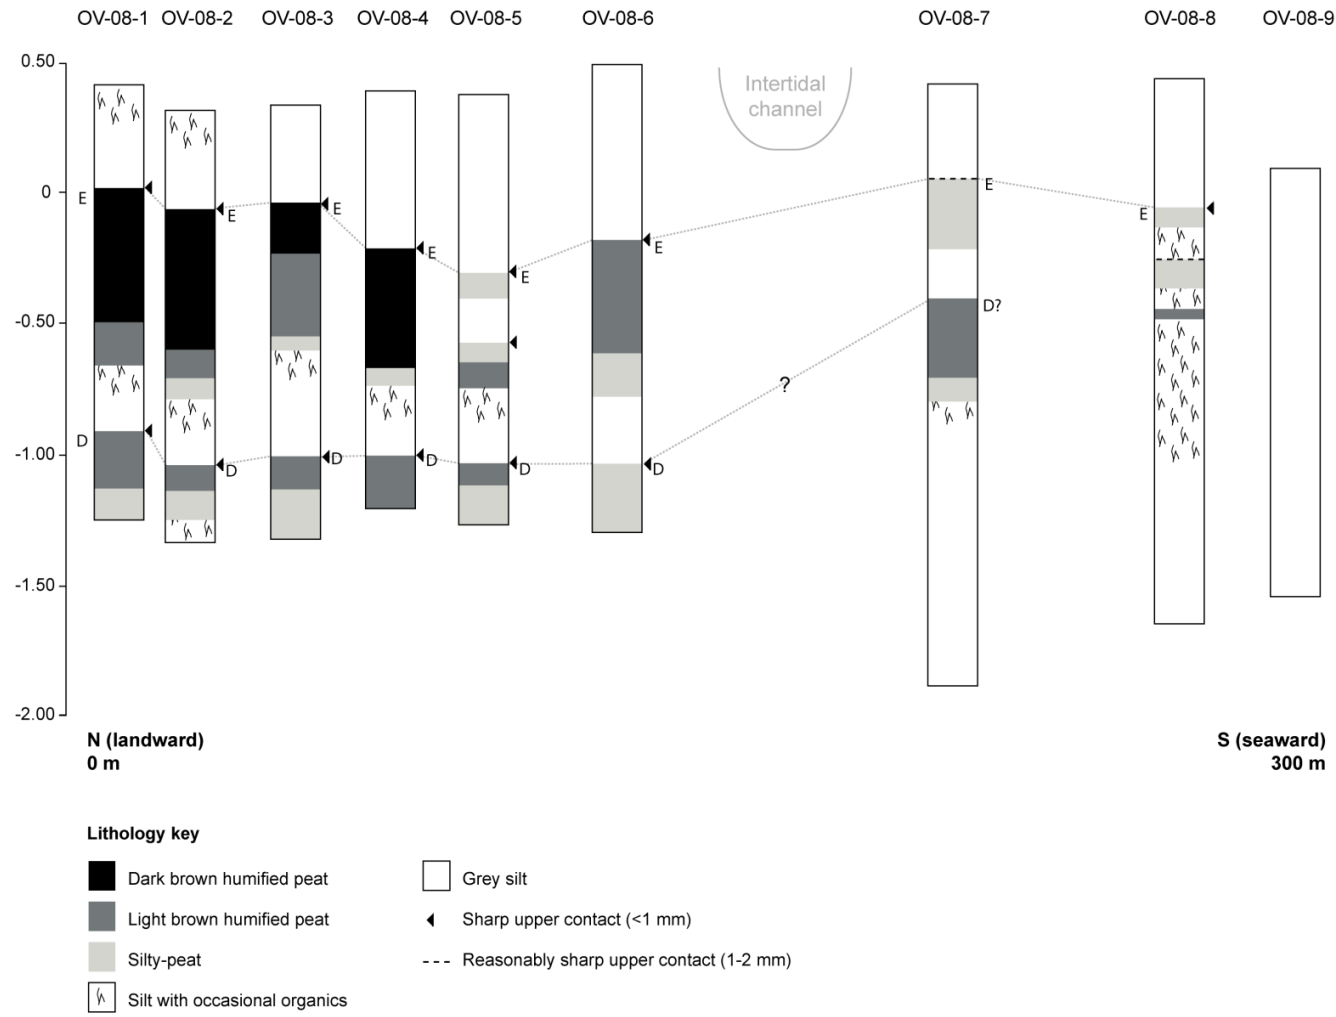 OV-08-1 OV-08-2 OV-08-3 OV-08-4 OV-08-5 OV-08-6 OV-08-7 OV-08-8 OV-08-9
0.50
Intertidal
channel
0
E
E
E
E
E
E
E
E
-0.50
D?
?
-1.00
D
D
D
D
D
D
-1.50
-2.00
N (landward)
0 m
S (seaward)
300 m
Lithology key
Dark brown humified peat
Light brown humified peat
Silty-peat
Silt with occasional organics
Grey silt
Sharp upper contact (<1 mm)
Reasonably sharp upper contact (1-2 mm)